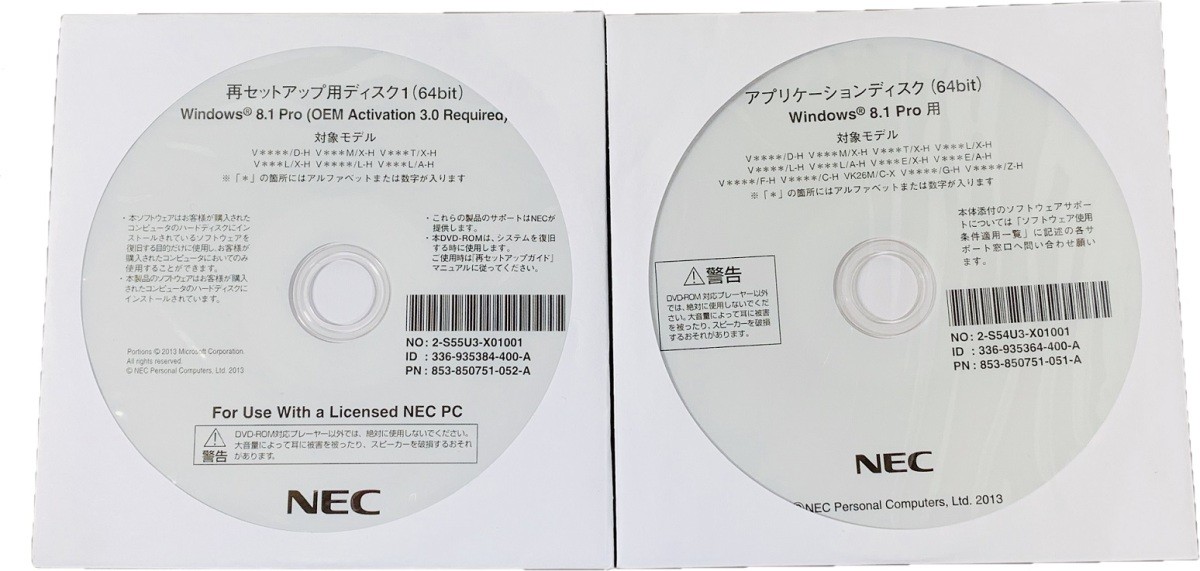 再セットアップ用ディスク1(64bit)
Windows® 8.1 Pro (OEM Activation 3.0 Required)
対象モデル
V****/D-H V***M/X-H V***T/X-H
V***L/X-H V****/L-H V***L/A-H
※「*」の箇所にはアルファベットまたは数字が入ります
・本ソフトウェアはお客様が購入された
コンピュータのハードディスクにイン
ストールされているソフトウェアを
復旧する目的だけに使用し、お客様が
購入されたコンピュータにおいてのみ
使用することができます。
・本製品のソフトウェアはお客様が購入
されたコンピュータのハードディスクに
インストールされています。
・これらの製品のサポートはNECが
提供します。
・本DVD-ROMは、システムを復旧
する時に使用します。
ご使用時は「再セットアップガイド」
マニュアルに従ってください。
NO: 2-S55U3-X01001
ID : 336-935384-400-A
PN : 853-850751-052-A
Portions © 2013 Microsoft Corporation.
All rights reserved.
© NEC Personal Computers, Ltd. 2013
For Use With a Licensed NEC PC
警告
DVD-ROM対応プレーヤー以外では、絶対に使用しないでください。
大音量によって耳に被害を被ったり、スピーカーを破損するおそれ
があります。
NEC
アプリケーションディスク(64bit)
Windows® 8.1 Pro 用
対象モデル
V****/D-H V***M/X-H V***T/X-H V***L/X-H
V****/L-H V***L/A-H V***E/X-H V***E/A-H
V****/F-H V****/C-H VK26M/C-X V****/G-H V****/Z-H
※「*」の箇所にはアルファベットまたは数字が入ります
本体添付のソフトウェアサポー
トについては「ソフトウェア使用
条件適用一覧」に記述の各サ
ポート窓口へ問い合わせ願い
ます。
警告
DVD-ROM対応プレーヤー以外
では、絶対に使用しないでくだ
さい。大音量によって耳に被害
を被ったり、スピーカーを破損
するおそれがあります。
NO: 2-S54U3-X01001
ID : 336-935364-400-A
PN : 853-850751-051-A
NEC
©NEC Personal Computers, Ltd. 2013